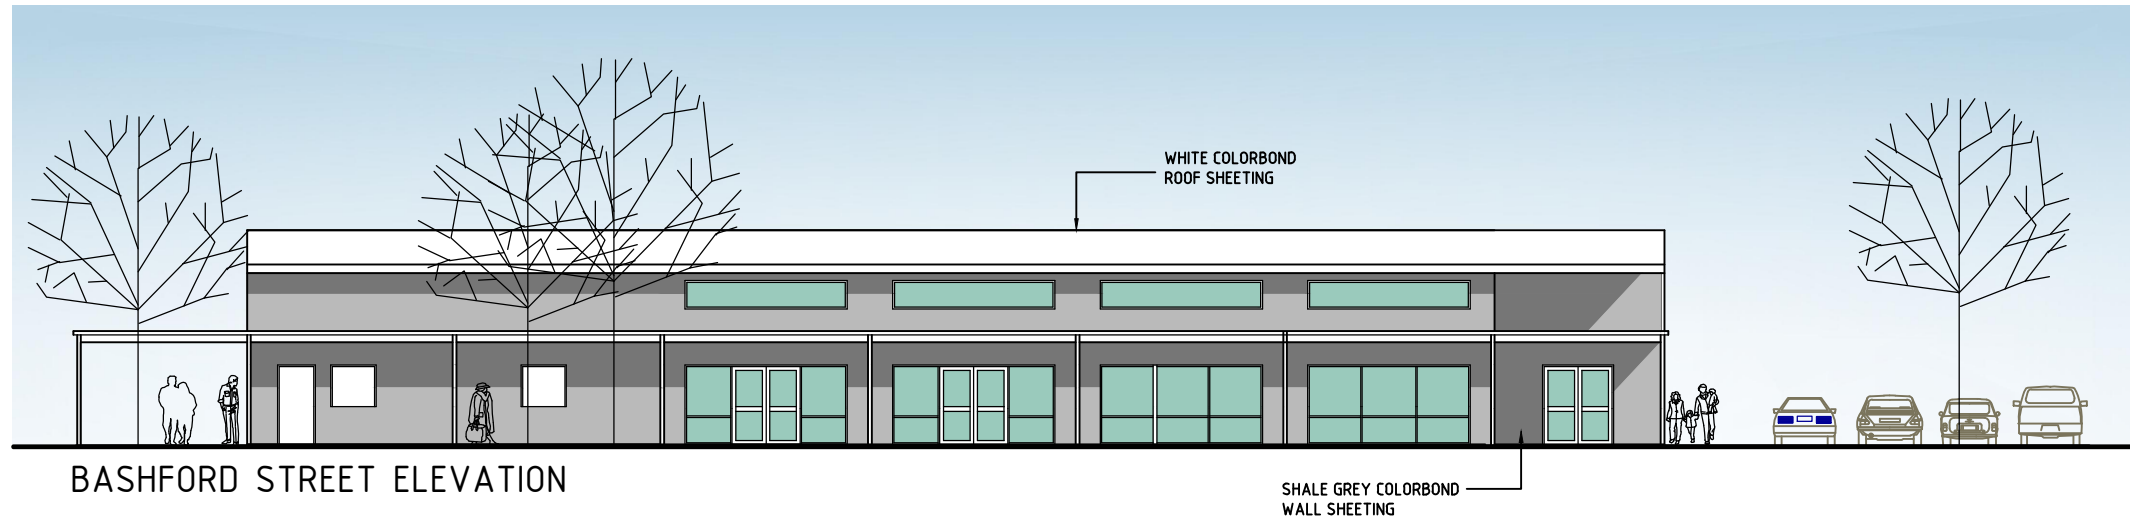 WHITE COLORBOND
ROOF SHEETING
BASHFORD STREET ELEVATION
SHALE GREY COLORBOND
WALL SHEETING